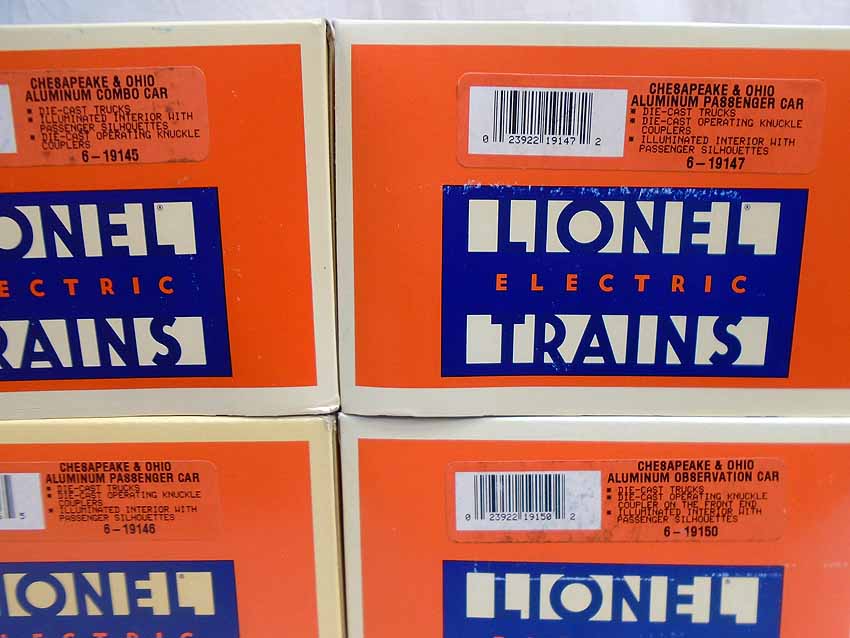 CHESAPEAKE & OHIO
ALUMINUM COMBO CAR
▪ DIE-CAST TRUCKS
▪ ILLUMINATED INTERIOR WITH
PASSENGER SILHOUETTES
▪ DIE-CAST OPERATING KNUCKLE
COUPLERS
6-19145
ONEL®
ECTRIC
RAINS
CHESAPEAKE & OHIO
ALUMINUM PASSENGER CAR
▪ DIE-CAST TRUCKS
▪ DIE-CAST OPERATING KNUCKLE
COUPLERS
▪ ILLUMINATED INTERIOR WITH
PASSENGER SILHOUETTES
6-19147
0 23922 19147 2
LIONEL®
ELECTRIC
TRAINS
CHESAPEAKE & OHIO
ALUMINUM PASSENGER CAR
▪ DIE-CAST TRUCKS
▪ DIE-CAST OPERATING KNUCKLE
COUPLERS
▪ ILLUMINATED INTERIOR WITH
PASSENGER SILHOUETTES
6-19146
5
IONEL®
ECTRIC
CHESAPEAKE & OHIO
ALUMINUM OBSERVATION CAR
▪ DIE-CAST TRUCKS
▪ DIE-CAST OPERATING KNUCKLE
COUPLER ON THE FRONT END
▪ ILLUMINATED INTERIOR WITH
PASSENGER SILHOUETTES
6-19150
0 23922 19150 2
LIONEL®